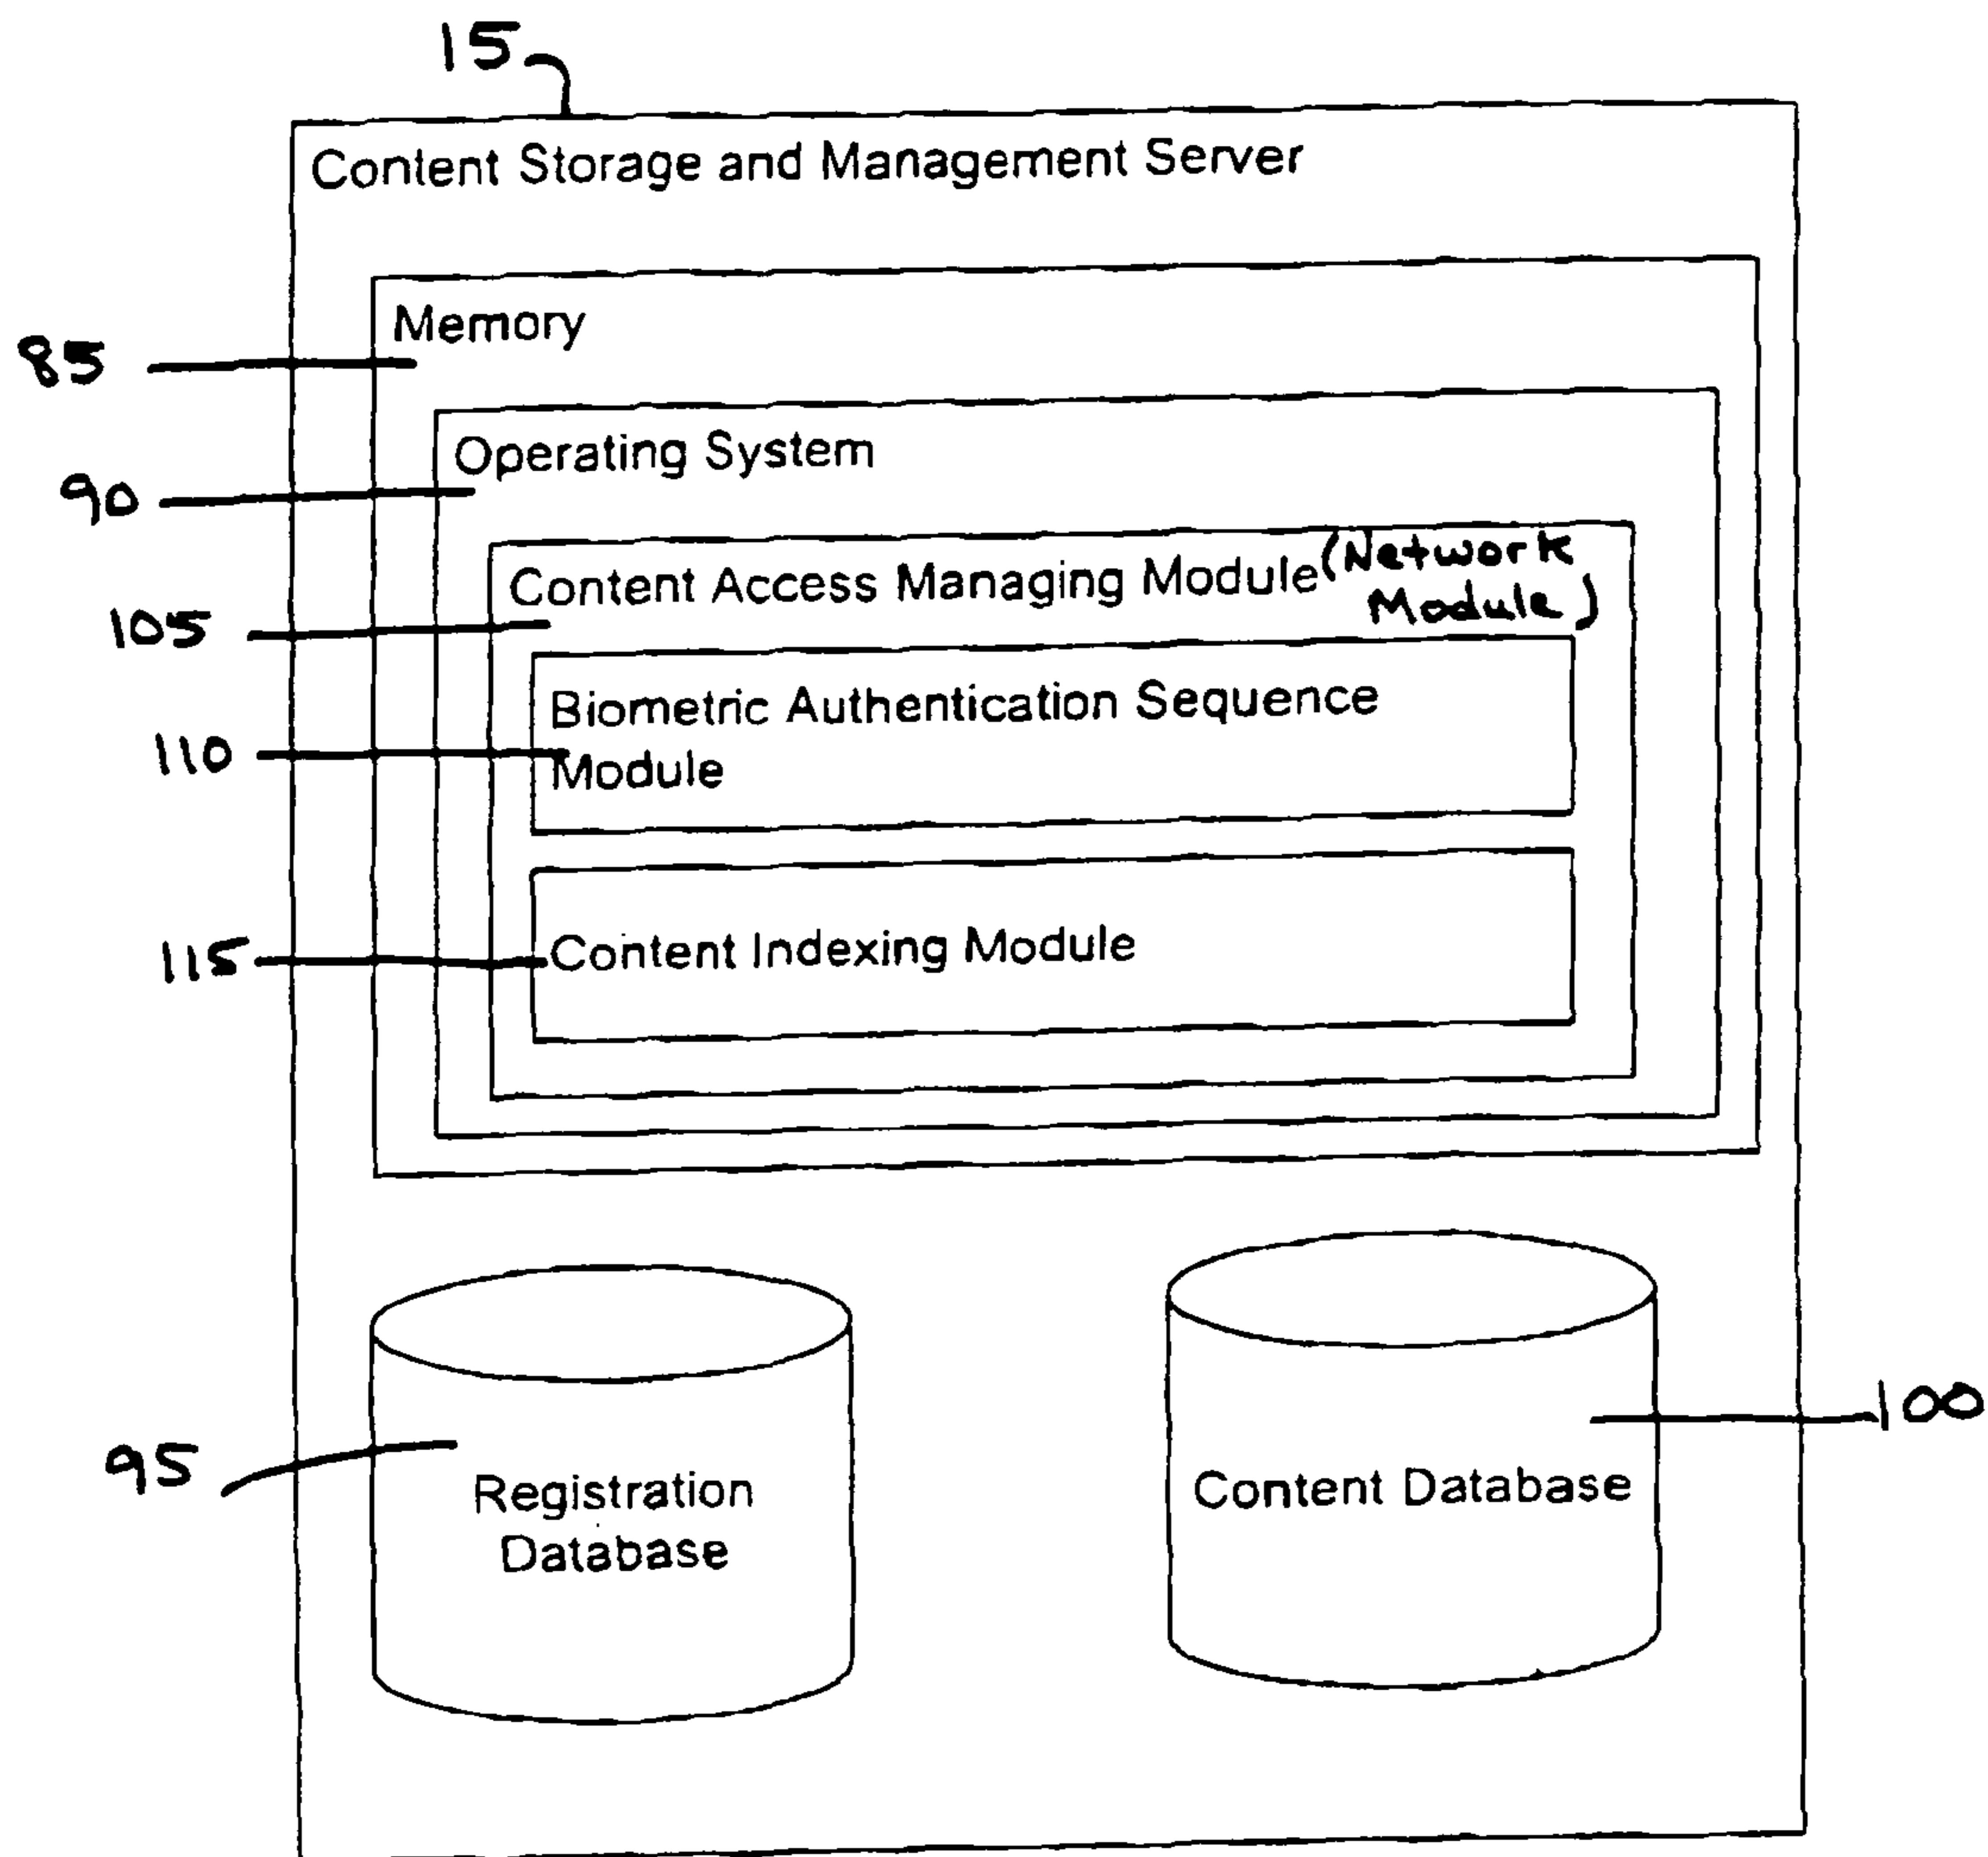 15
Content Storage and Management Server
Memory
85
Operating System
90
Content Access Managing Module (Network
Module)
105
Biometric Authentication Sequence
110
Module
115
Content Indexing Module
Registration
Database
95
Content Database
100